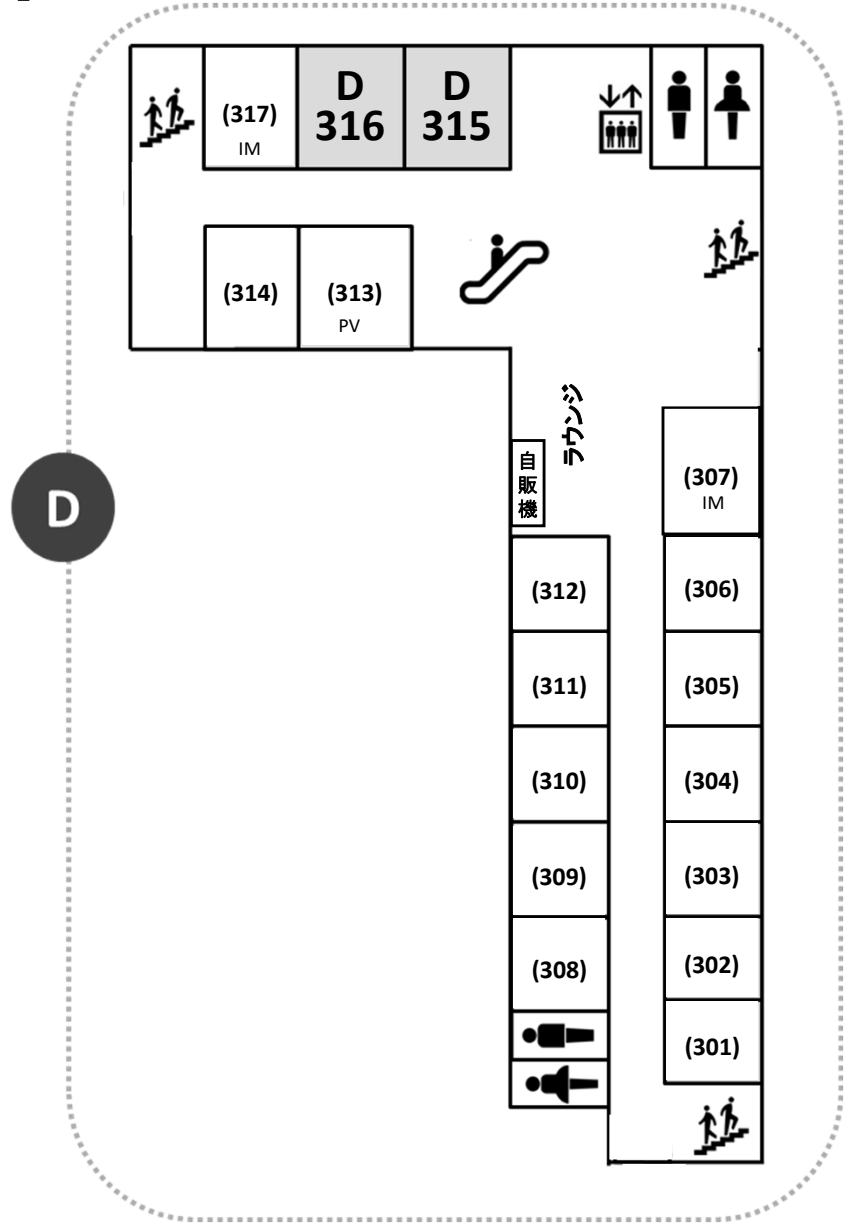 (317)
IM
D
316
D
315
(314)
(313)
PV
ラウンジ
自
販
機
D
(307)
IM
(312)
(306)
(311)
(305)
(310)
(304)
(309)
(303)
(308)
(302)
(301)